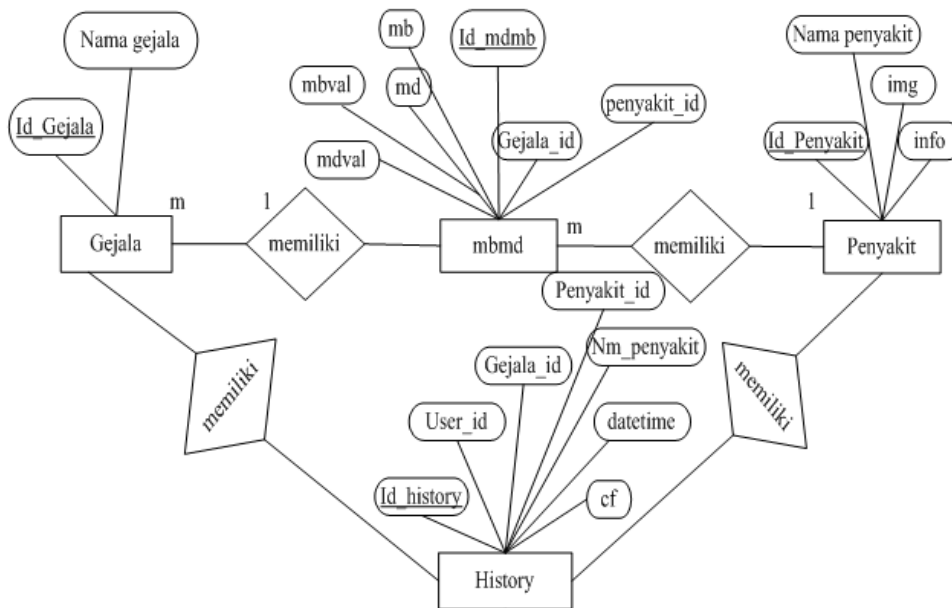 Nama gejala
mb
Id_mdmb
Nama penyakit
mbval
md
penyakit_id
img
Id_Gejala
Gejala_id
Id_Penyakit
info
mdval
m
1
m
1
Gejala
memiliki
mbmd
memiliki
Penyakit
Penyakit_id
Nm_penyakit
Gejala_id
memiliki
memiliki
User_id
datetime
Id_history
cf
History